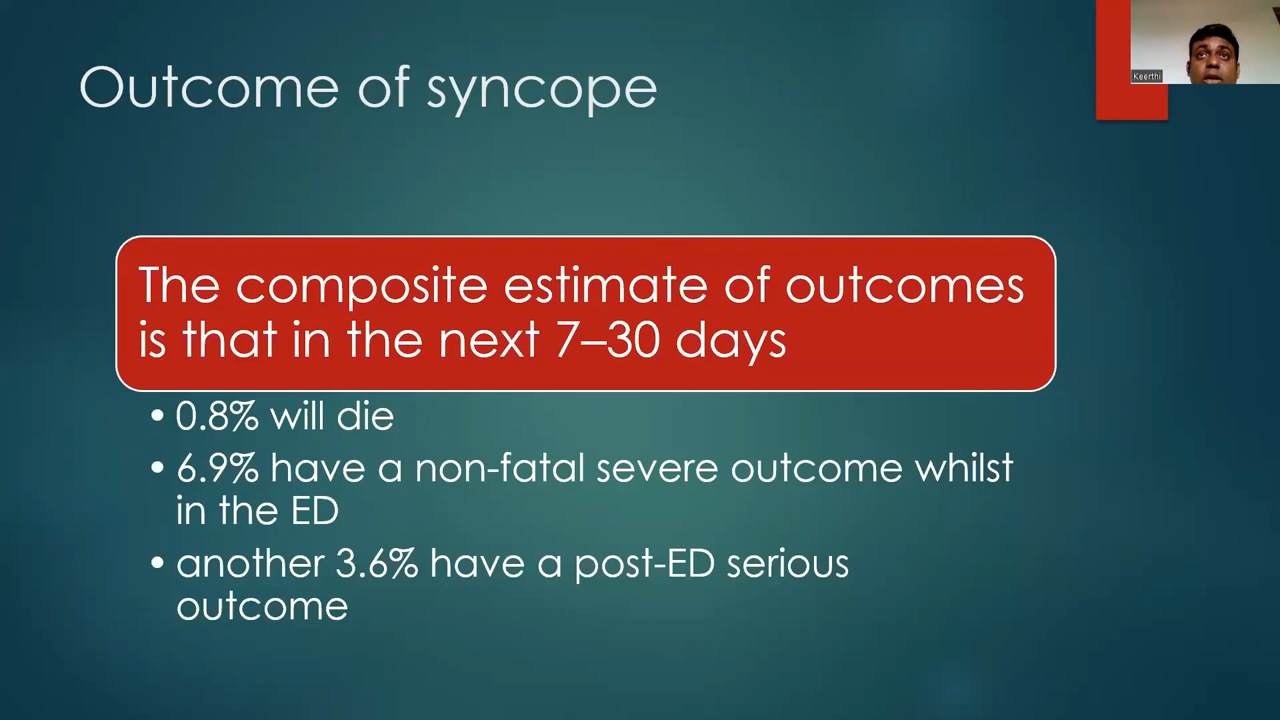 Outcome of syncope
Keerthi
The composite estimate of outcomes
is that in the next 7–30 days
• 0.8% will die
• 6.9% have a non-fatal severe outcome whilst
in the ED
• another 3.6% have a post-ED serious
outcome